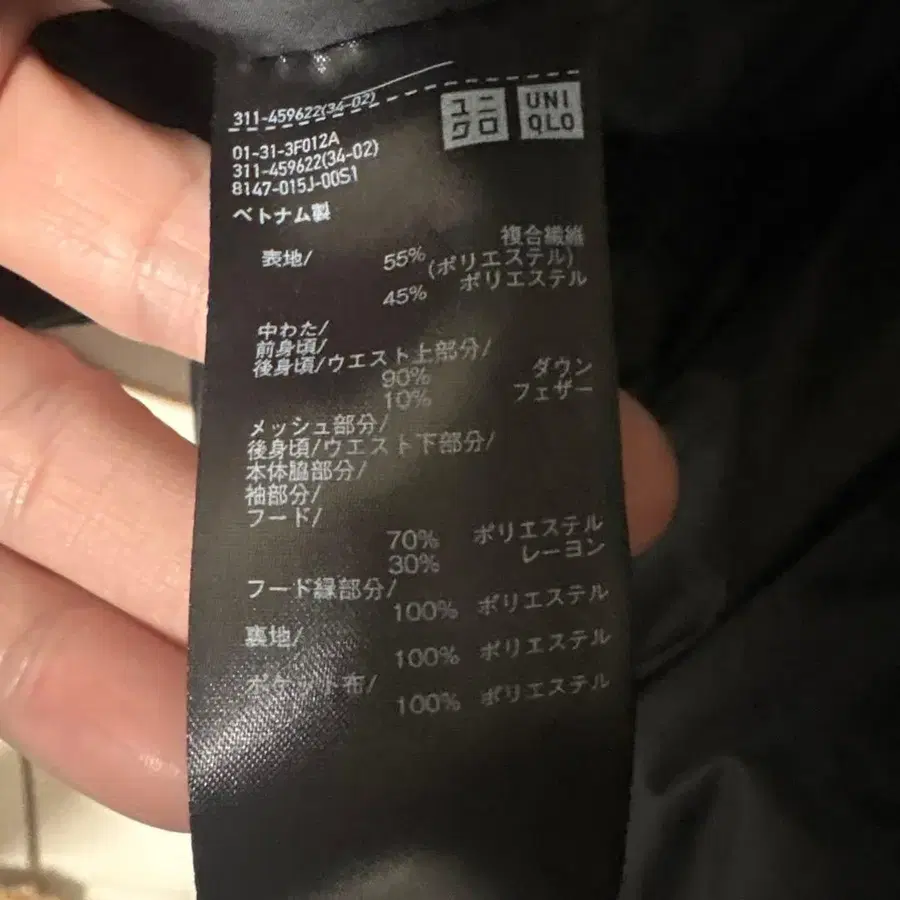 311-459622(34-02)
ユニ
クロ
UNI
QLO
01-31-3F012A
311-459622(34-02)
8147-015J-00S1
ベトナム製
表地/ 55% 複合繊維
(ポリエステル)
45% ポリエステル
中わた/
前身頃/
後身頃/ウエスト上部分/
90% ダウン
10% フェザー
メッシュ部分/
後身頃/ウエスト下部分/
本体脇部分/
袖部分/
フード/
70% ポリエステル
30% レーヨン
フード縁部分/
100% ポリエステル
裏地/
100% ポリエステル
ポケット布/
100% ポリエステル